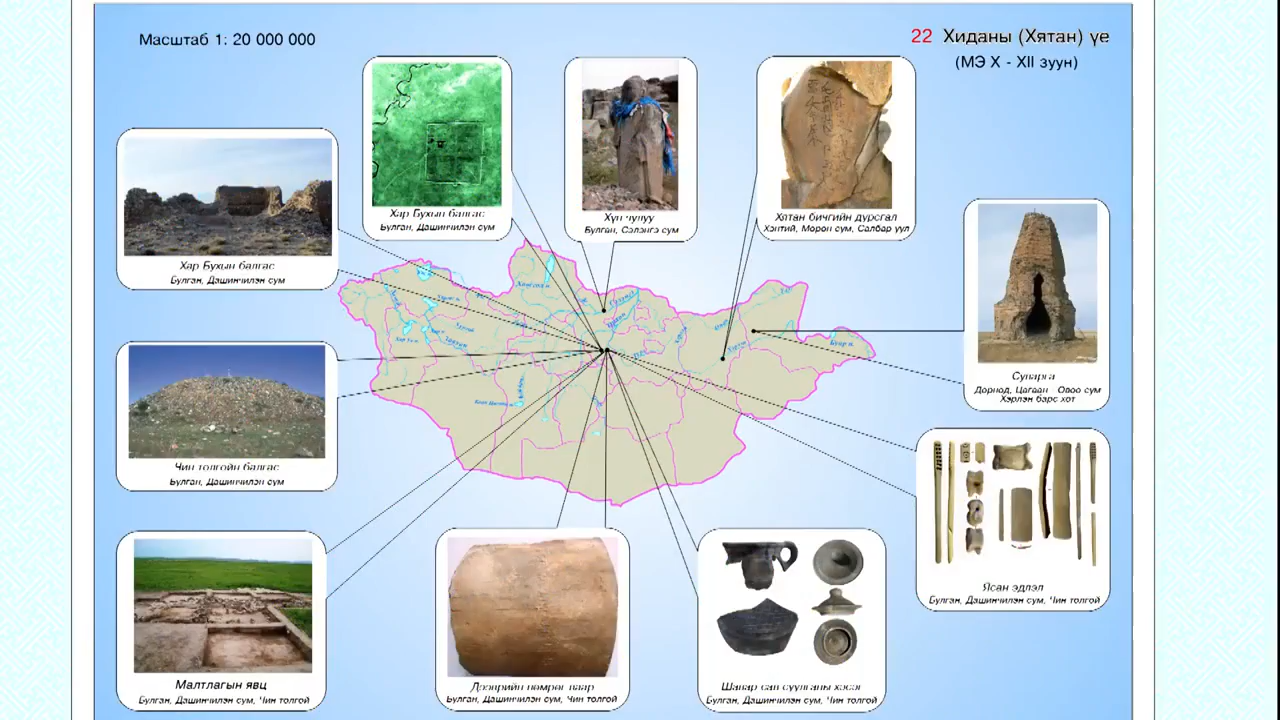 Масштаб 1: 20 000 000
22 Хиданы (Хятан) үе
(МЭ X - XII зуун)
Хар Бухын балгас
Булган, Дашинчилэн сум
Хүн чулуу
Булган, Сэлэнгэ сум
Хятан бичгийн дурсгал
Хэнтий, Морөн сум, Салбар уул
Хар Бухын балгас
Булган, Дашинчилэн сум
Суварга
Дорнод, Цагаан - Овоо сум
Хэрлэн барс хот
Чин толгойн балгас
Булган, Дашинчилэн сум
Ясан эдлэл
Булган, Дашинчилэн сум, Чин толгой
Малтлагын явц
Булган, Дашинчилэн сум, Чин толгой
Дээврийн нөмрөг ваар
Булган, Дашинчилэн сум, Чин толгой
Шавар сав суулганы хэсэг
Булган, Дашинчилэн сум, Чин толгой